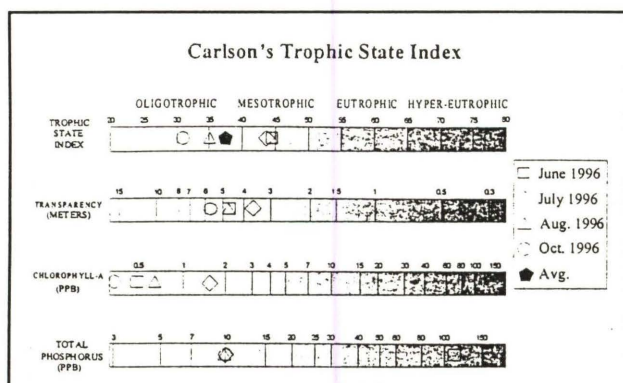 Carlson's Trophic State Index
OLIGOTROPHIC MESOTROPHIC EUTROPHIC HYPER-EUTROPHIC
20 25 30 35 40 45 50 55 60 65 70 75 80
TROPHIC
STATE
INDEX
15 10 8 7 6 5 4 3 2 1.5 1 0.5 0.3
TRANSPARENCY
(METERS)
0.5 1 2 3 4 5 7 10 15 20 30 40 60 80 100 150
CHLOROPHYLL-A
(PPB)
3 5 7 10 15 20 25 30 40 50 60 80 100 150
TOTAL
PHOSPHORUS
(PPB)
June 1996
July 1996
Aug. 1996
Oct. 1996
Avg.